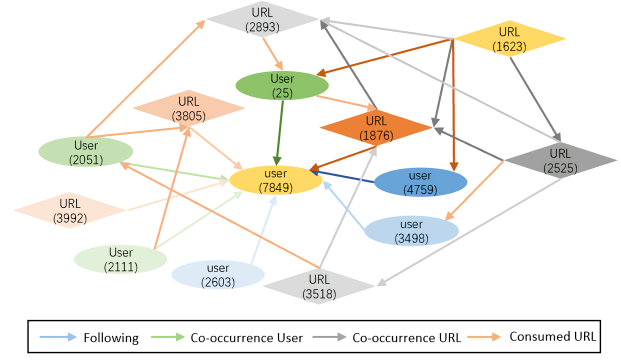 URL
(2893)
URL
(1623)
User
(25)
URL
(3805)
URL
(1876)
User
(2051)
URL
(2525)
user
(7849)
user
(4759)
URL
(3992)
user
(3498)
User
(2111)
user
(2603)
URL
(3518)
Following
Co-occurrence User
Co-occurrence URL
Consumed URL